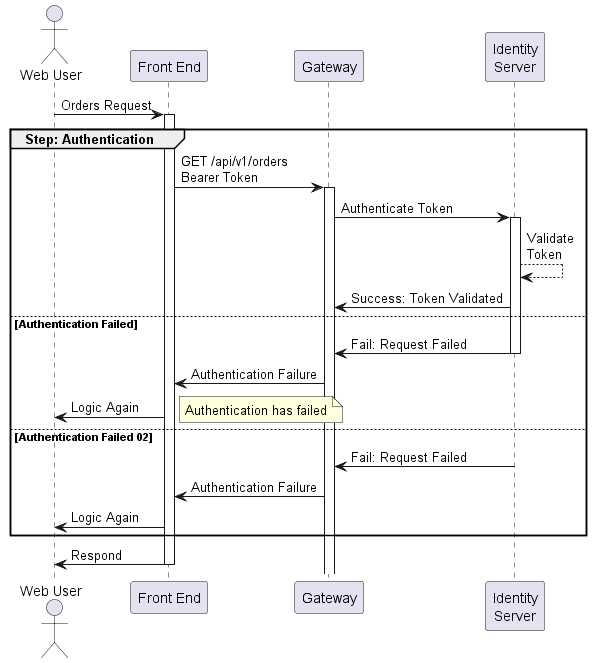 Web User
Front End
Gateway
Identity
Server
Orders Request
Step: Authentication
GET /api/v1/orders
Bearer Token
Authenticate Token
Validate
Token
Success: Token Validated
[Authentication Failed]
Fail: Request Failed
Authentication Failure
Logic Again
Authentication has failed
[Authentication Failed 02]
Fail: Request Failed
Authentication Failure
Logic Again
Respond
Web User
Front End
Gateway
Identity
Server